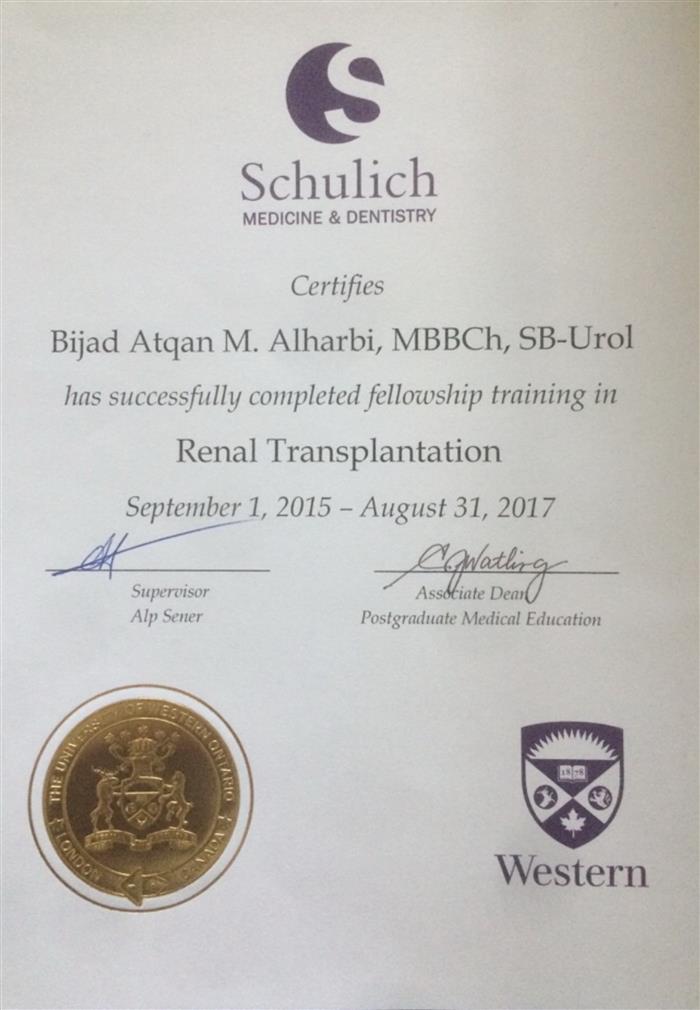 Schulich
MEDICINE & DENTISTRY
Certifies
Bijad Atqan M. Alharbi, MBBCh, SB-Urol
has successfully completed fellowship training in
Renal Transplantation
September 1, 2015 – August 31, 2017
C. J Watling
Supervisor
Associate Dean
Alp Sener
Postgraduate Medical Education
THE UNIVERSITY OF WESTERN ONTARIO
LONDON CANADA
1878
Western